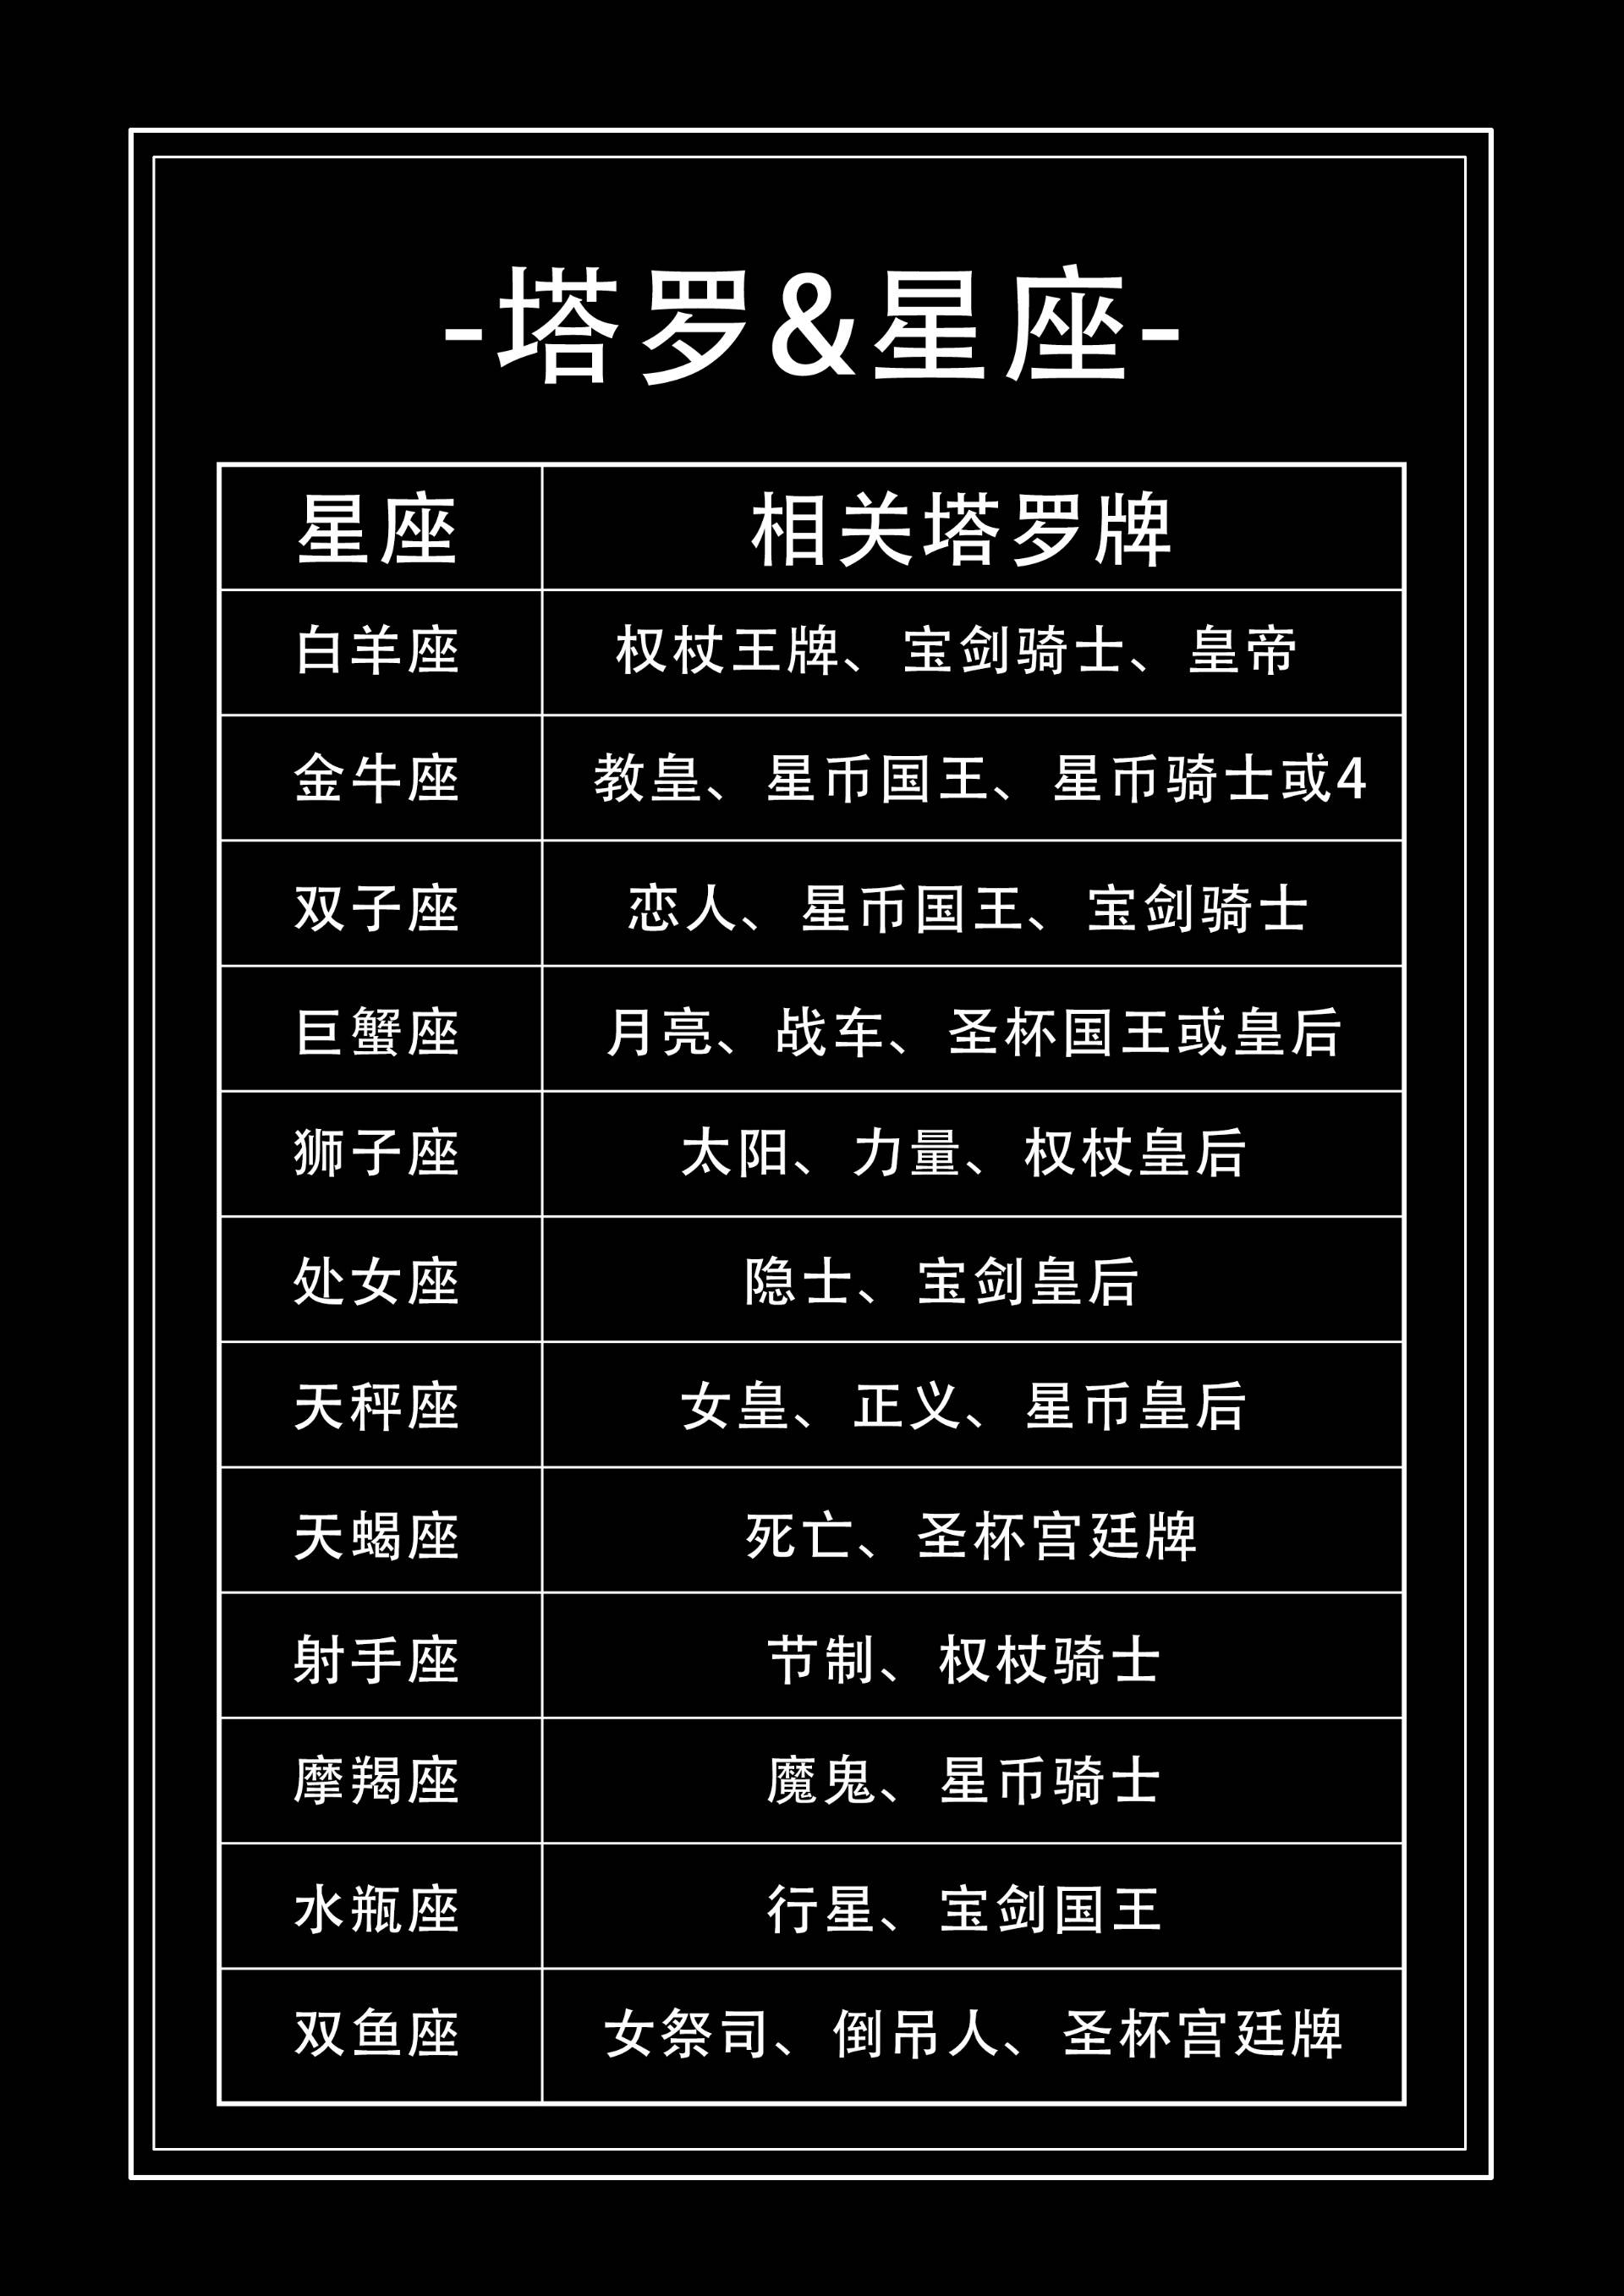 -塔罗&星座-
星座 相关塔罗牌
白羊座 权杖王牌、宝剑骑士、皇帝
金牛座 教皇、星币国王、星币骑士或4
双子座 恋人、星币国王、宝剑骑士
巨蟹座 月亮、战车、圣杯国王或皇后
狮子座 太阳、力量、权杖皇后
处女座 隐士、宝剑皇后
天秤座 女皇、正义、星币皇后
天蝎座 死亡、圣杯宫廷牌
射手座 节制、权杖骑士
摩羯座 魔鬼、星币骑士
水瓶座 行星、宝剑国王
双鱼座 女祭司、倒吊人、圣杯宫廷牌